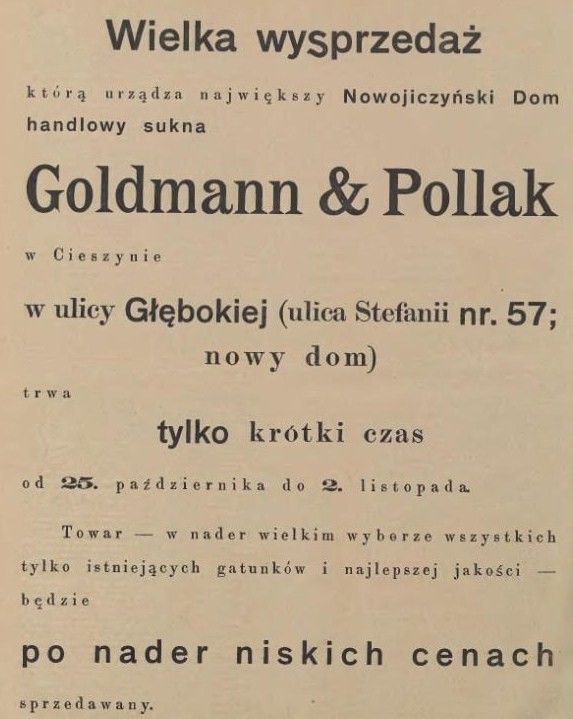 Wielka wysprzedaż
którą urządza największy Nowojiczyński Dom
handlowy sukna
Goldmann & Pollak
w Cieszynie
w ulicy Głębokiej (ulica Stefanii nr. 57;
nowy dom)
trwa
tylko krótki czas
od 25. października do 2. listopada.
Towar — w nader wielkim wyborze wszystkich
tylko istniejących gatunków i najlepszej jakości —
będzie
po nader niskich cenach
sprzedawany.